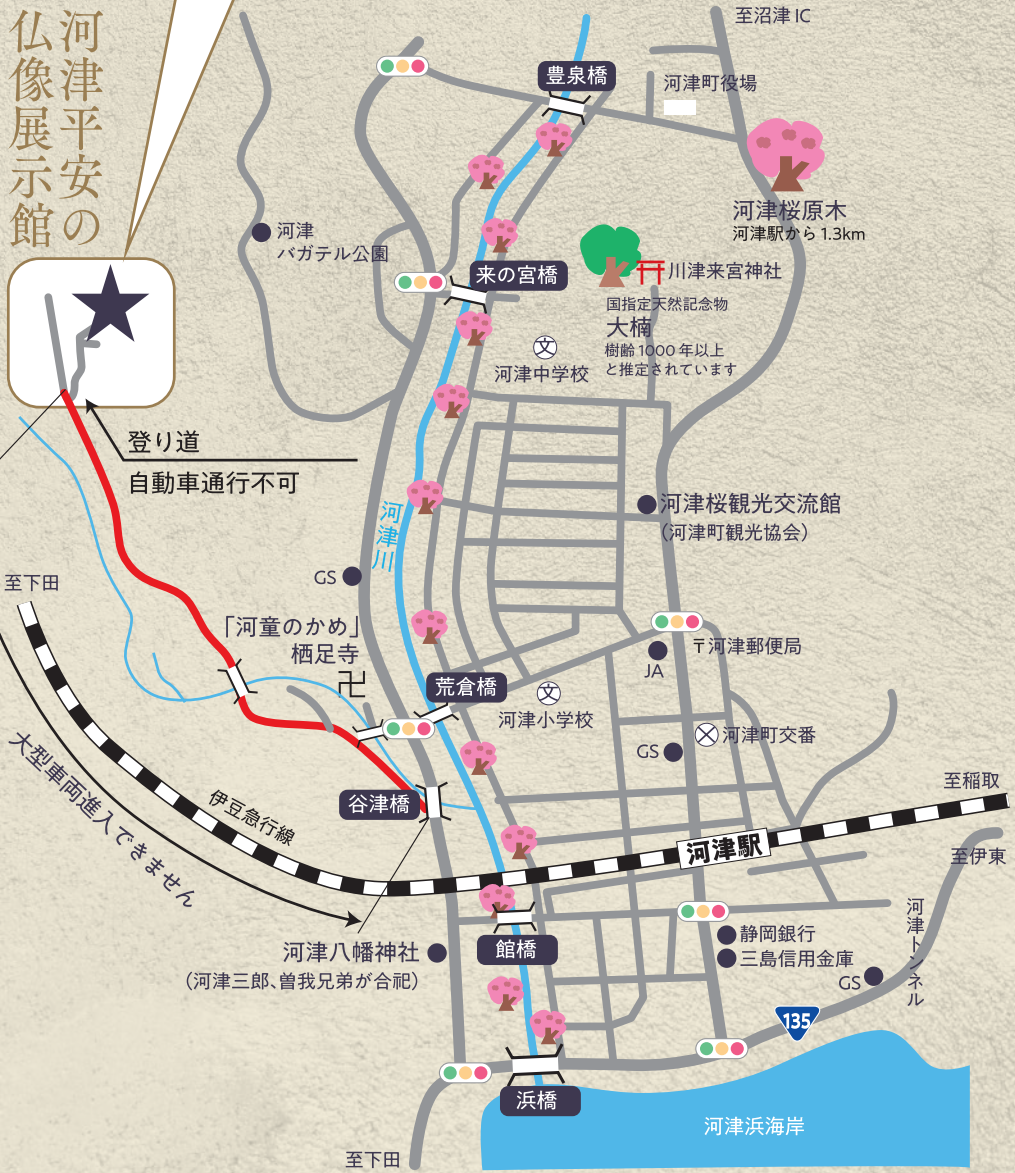 河津平安の
仏像展示館
至沼津IC
豊泉橋
河津町役場
河津桜原木
河津駅から1.3km
河津
バガテル公園
来の宮橋
川津来宮神社
国指定天然記念物
大楠
樹齢1000年以上
と推定されています
文
河津中学校
登り道
自動車通行不可
河津桜観光交流館
(河津町観光協会)
河津川
GS
至下田
「河童のかめ」
栖足寺
卍
〒河津郵便局
JA
荒倉橋
文
河津小学校
河津町交番
GS
谷津橋
至稲取
大型車両進入できません
伊豆急行線
河津駅
至伊東
河津トンネル
静岡銀行
三島信用金庫
GS
館橋
河津八幡神社
(河津三郎、曽我兄弟が合祀)
135
浜橋
河津浜海岸
至下田